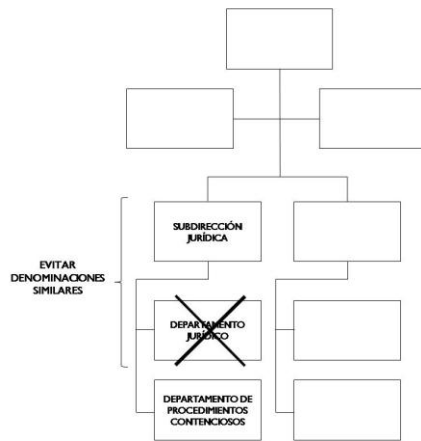 SUBDIRECCIÓN
JURÍDICA
EVITAR
DENOMINACIONES
SIMILARES
DEPARTAMENTO
JURÍDICO
DEPARTAMENTO DE
PROCEDIMIENTOS
CONTENCIOSOS